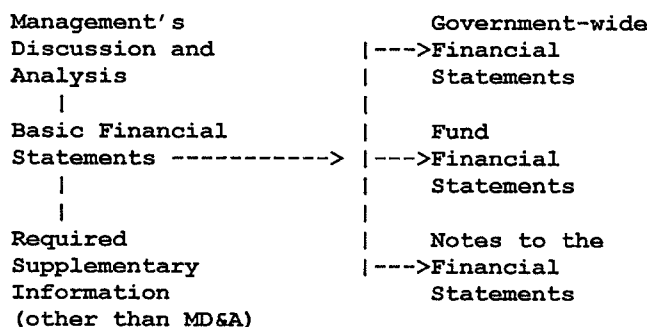 Management's Government-wide
Discussion and |--->Financial
Analysis | Statements
| |
Basic Financial | Fund
Statements -----------> |--->Financial
| | Statements
| |
Required | Notes to the
Supplementary |--->Financial
Information Statements
(other than MD&A)